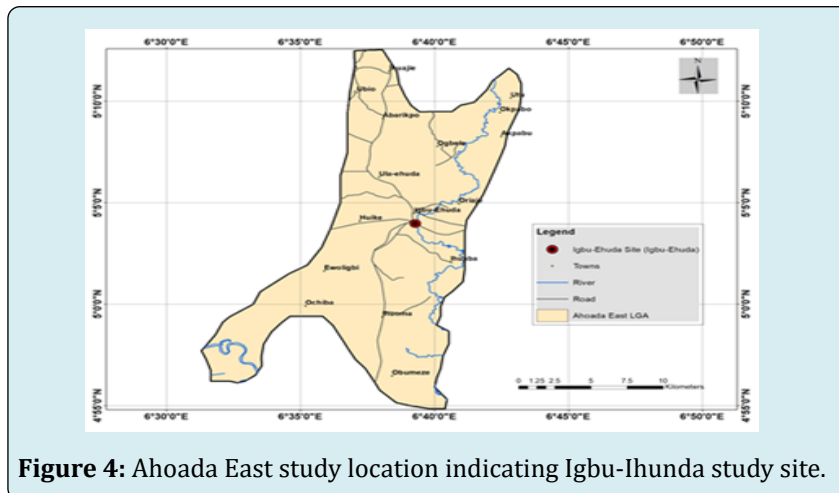 6°30'0"E 6°35'0"E 6°40'0"E 6°45'0"E 6°50'0"E
N
5°10'0"N
5°5'0"N
5°0'0"N
4°55'0"N
Ubio
Abarikpo
Ogbele
Okpabo
Ula-ehuda
Igbu-Ehuda
Ihuike
Ewoligbi
Ochiba
Obumeze
Legend
Igbu-Ehuda Site (Igbu-Ehuda)
Towns
River
Road
Ahoada East LGA
0 1.25 2.5 5 7.5 10
Kilometers
5°10'0"N
5°5'0"N
5°0'0"N
4°55'0"N
6°30'0"E 6°35'0"E 6°40'0"E 6°45'0"E 6°50'0"E
Figure 4: Ahoada East study location indicating Igbu-Ihunda study site.